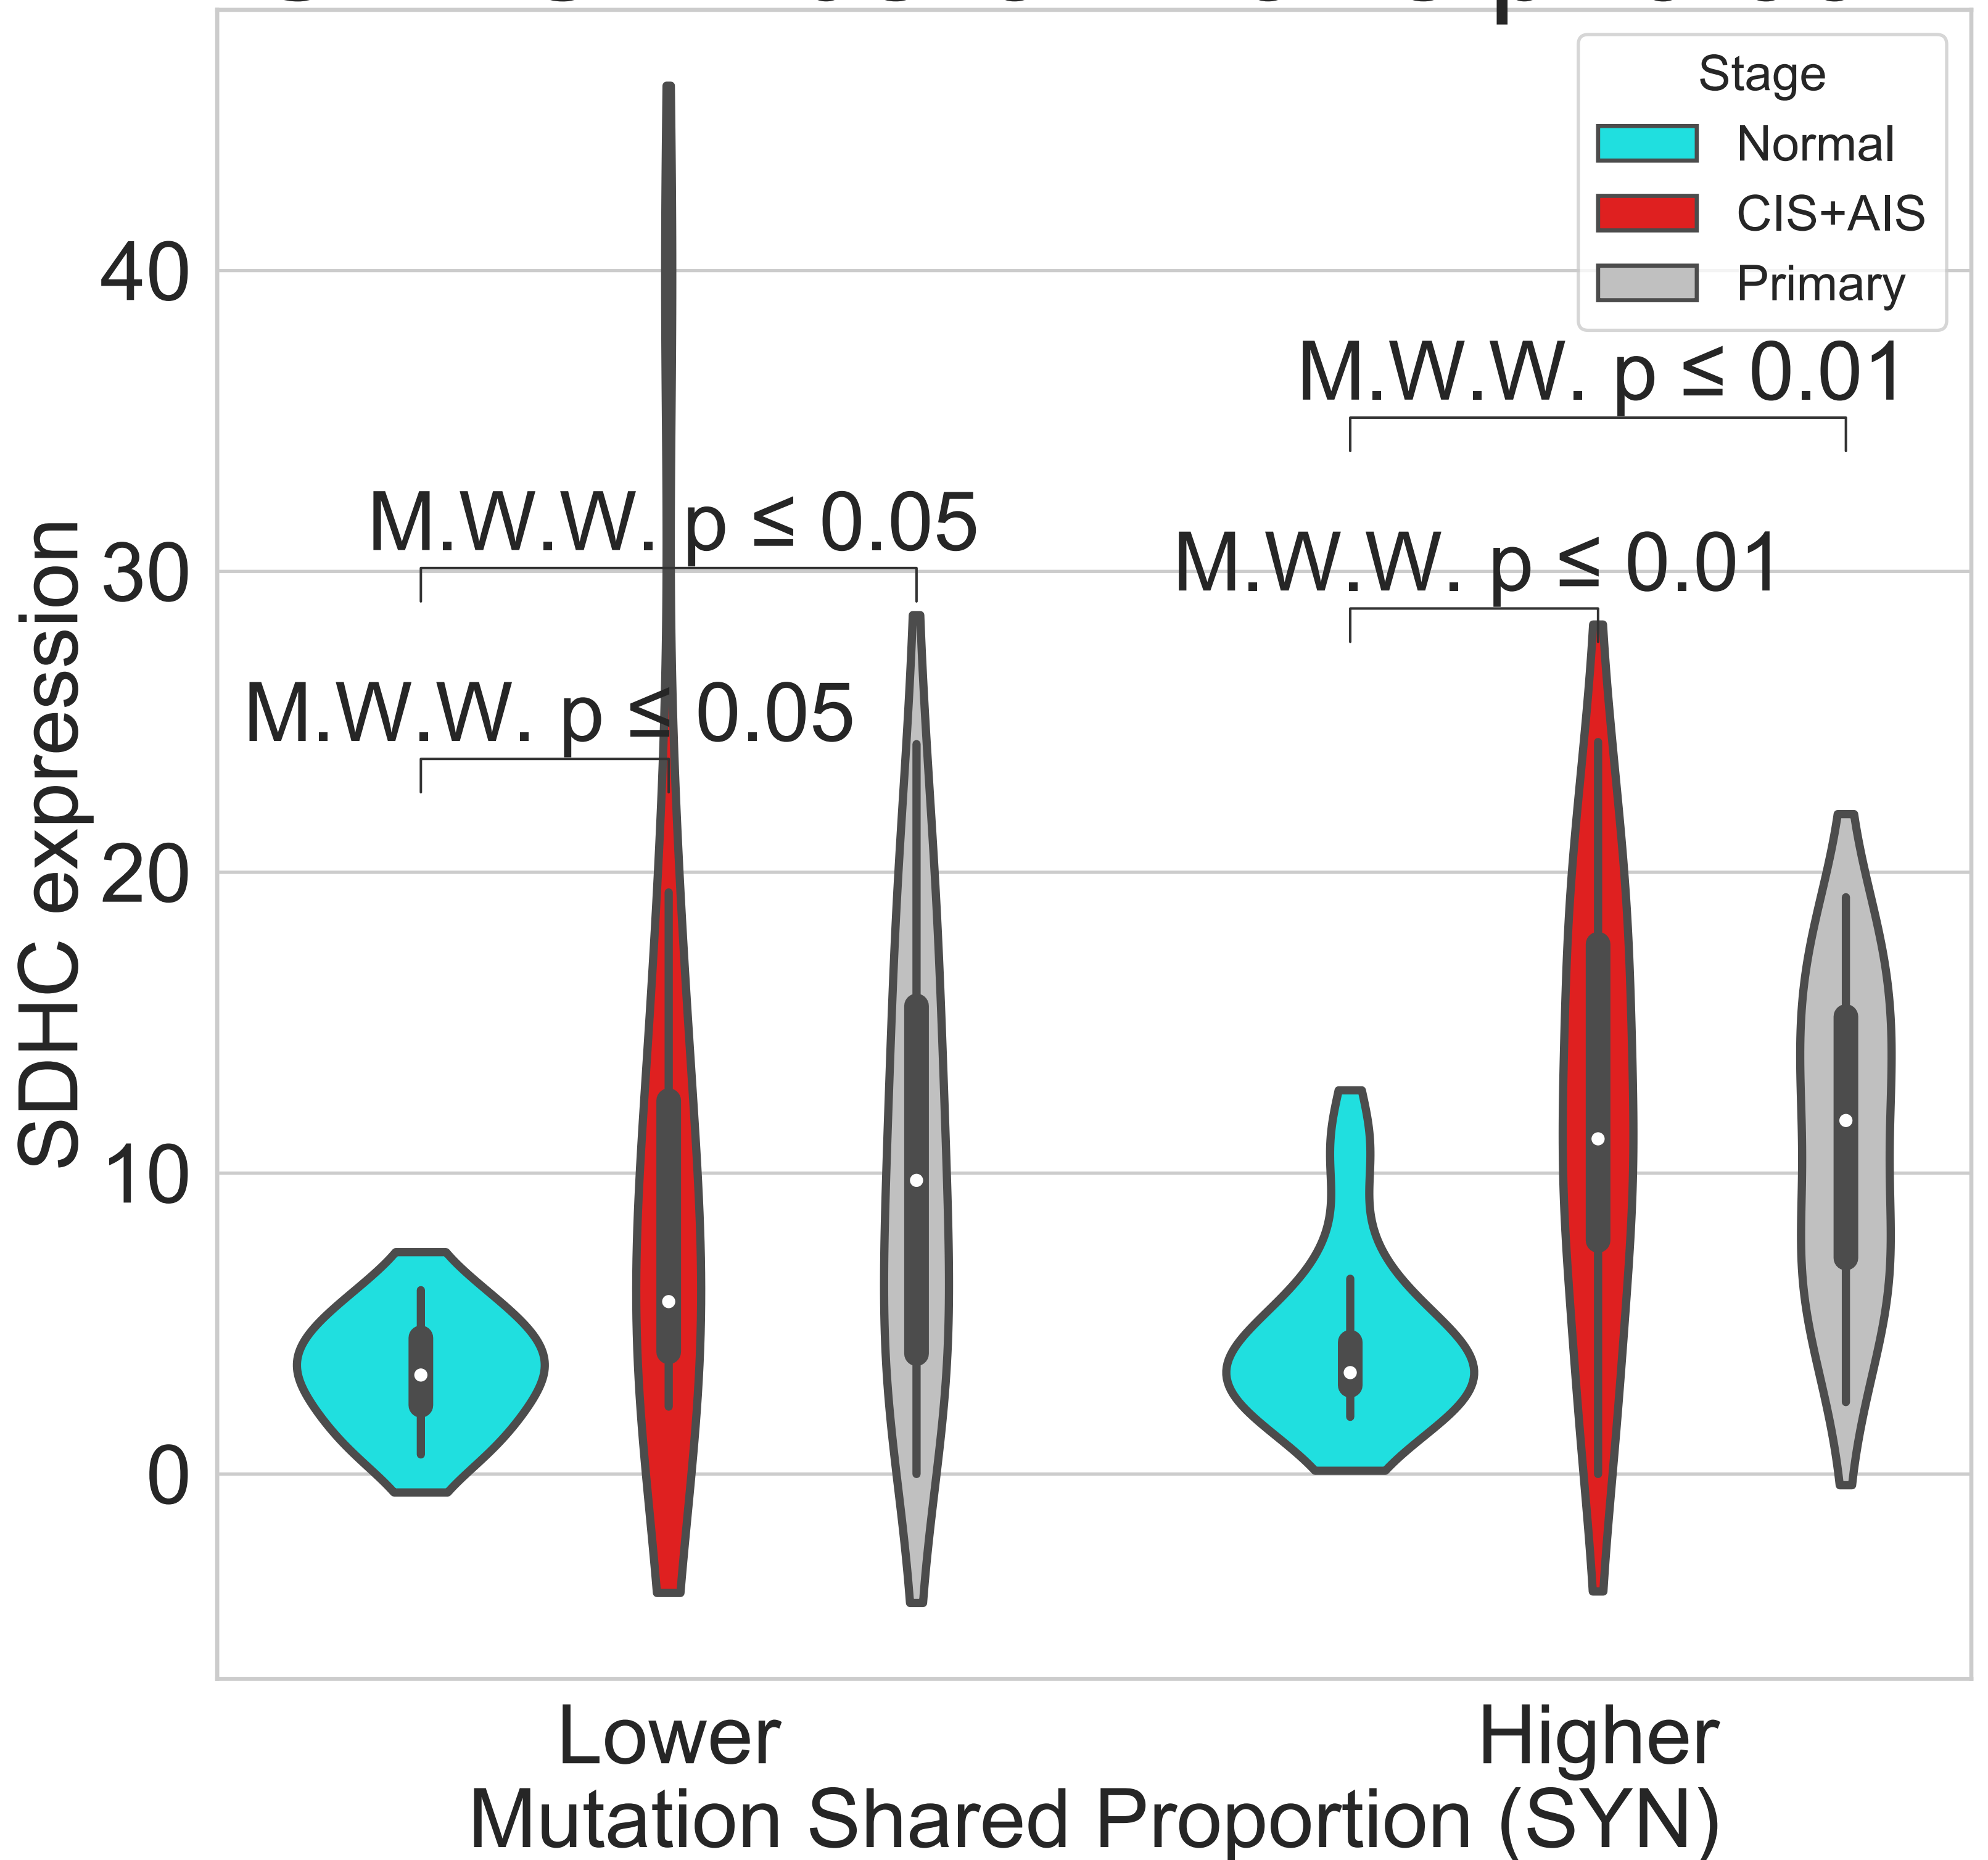 Stage
Normal
CIS+AIS
Primary
M.W.W. p ≤ 0.01
M.W.W. p ≤ 0.05
M.W.W. p ≤ 0.01
M.W.W. p ≤ 0.05
SDHC expression
40
30
20
10
0
Lower
Higher
Mutation Shared Proportion (SYN)